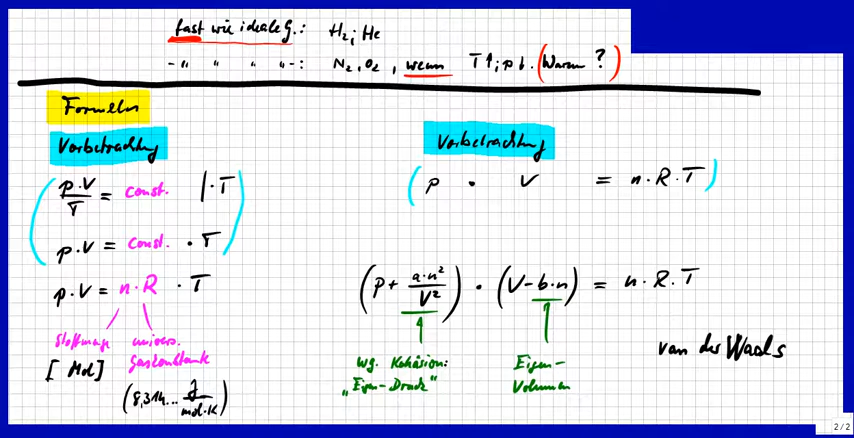 fast wie ideale G.: H₂; He
-"- " " "-: N₂, O₂, wenn T↑; p↓. (Warum?)
Formeln
Vorbetrachtung
p·V/T = const. |·T
p·V = const. · T
p·V = n·R · T
Stoffmenge univers.
Gaskonstante
[Mol]
(8,314... J/mol·K)
Vorbetrachtung
(p · V = n·R·T)
(p + a·n²/V²) · (V-b·n) = n·R·T
wg. Kohäsion: Eigen-
"Eigen-Druck" Volumen
van der Waals
2/2